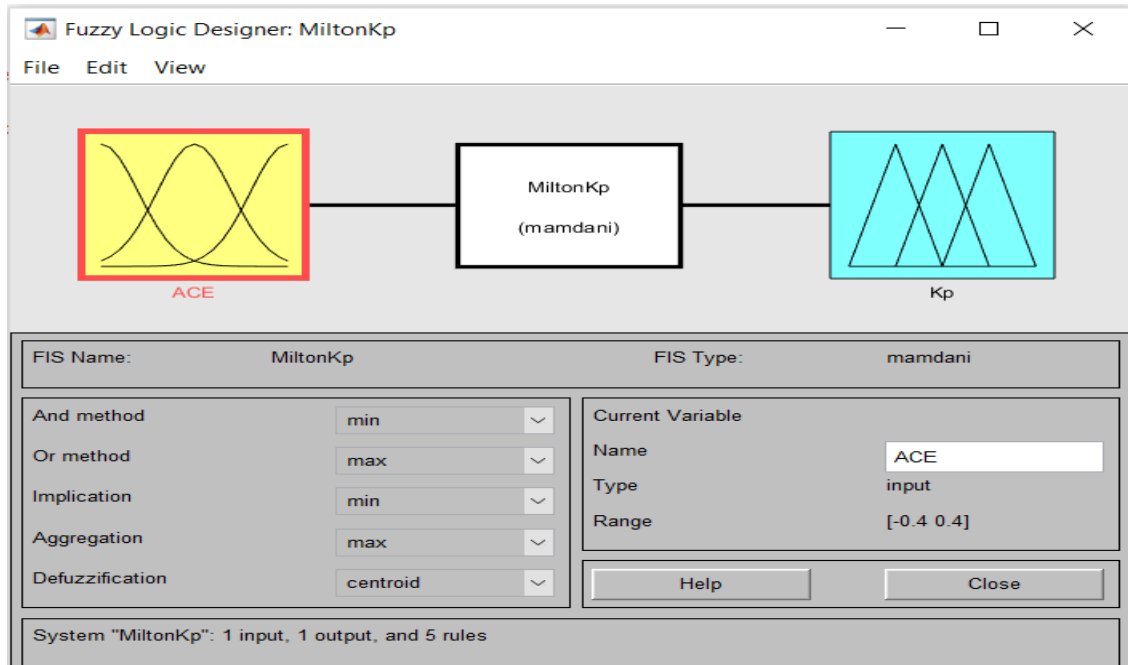 Fuzzy Logic Designer: MiltonKp
File Edit View
MiltonKp
(mamdani)
ACE
Kp
FIS Name: MiltonKp FIS Type: mamdani
And method min
Or method max
Implication min
Aggregation max
Defuzzification centroid
Current Variable
Name ACE
Type input
Range [-0.4 0.4]
Help Close
System "MiltonKp": 1 input, 1 output, and 5 rules